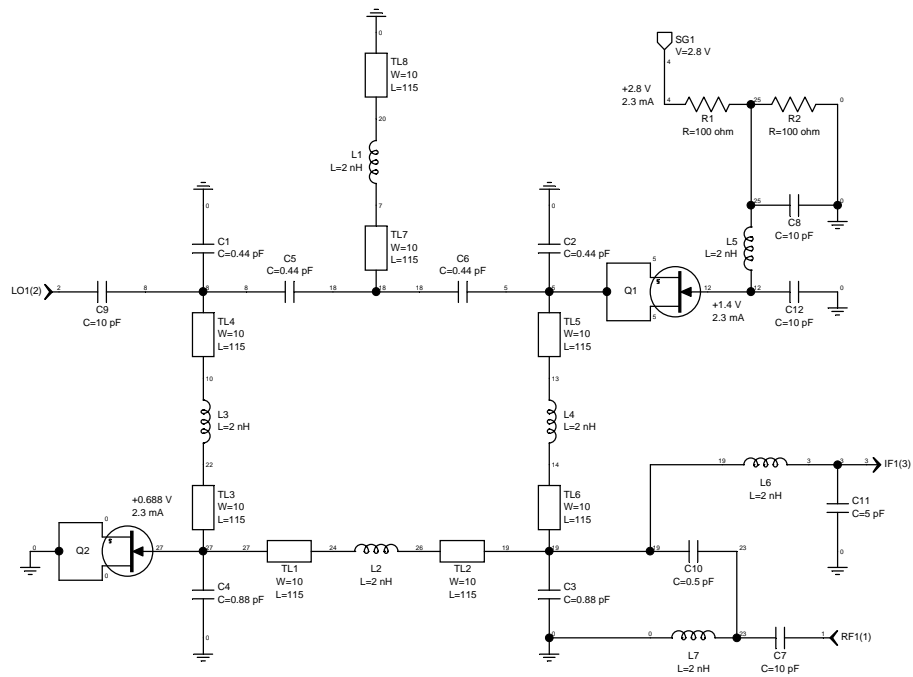 0
TL8
W=10
L=115
20
L1
L=2 nH
7
TL7
W=10
L=115
SG1
V=2.8 V
4
+2.8 V
2.3 mA
4
25
0
R1
R=100 ohm
R2
R=100 ohm
25
0
C8
C=10 pF
L5
L=2 nH
0
C1
C=0.44 pF
C5
C=0.44 pF
C6
C=0.44 pF
0
C2
C=0.44 pF
LO1(2)
2
8
8
8
18
18
18
5
5
5
Q1
5
s
12
12
0
C9
C=10 pF
+1.4 V
2.3 mA
C12
C=10 pF
TL4
W=10
L=115
TL5
W=10
L=115
10
13
L3
L=2 nH
L4
L=2 nH
22
14
19
3
3
3
IF1(3)
L6
L=2 nH
C11
C=5 pF
0
+0.688 V
2.3 mA
TL3
W=10
L=115
TL6
W=10
L=115
0
0
Q2
s
0
27
27
27
24
26
19
19
19
23
TL1
W=10
L=115
L2
L=2 nH
TL2
W=10
L=115
C10
C=0.5 pF
C4
C=0.88 pF
C3
C=0.88 pF
0
0
0
23
1
RF1(1)
L7
L=2 nH
C7
C=10 pF